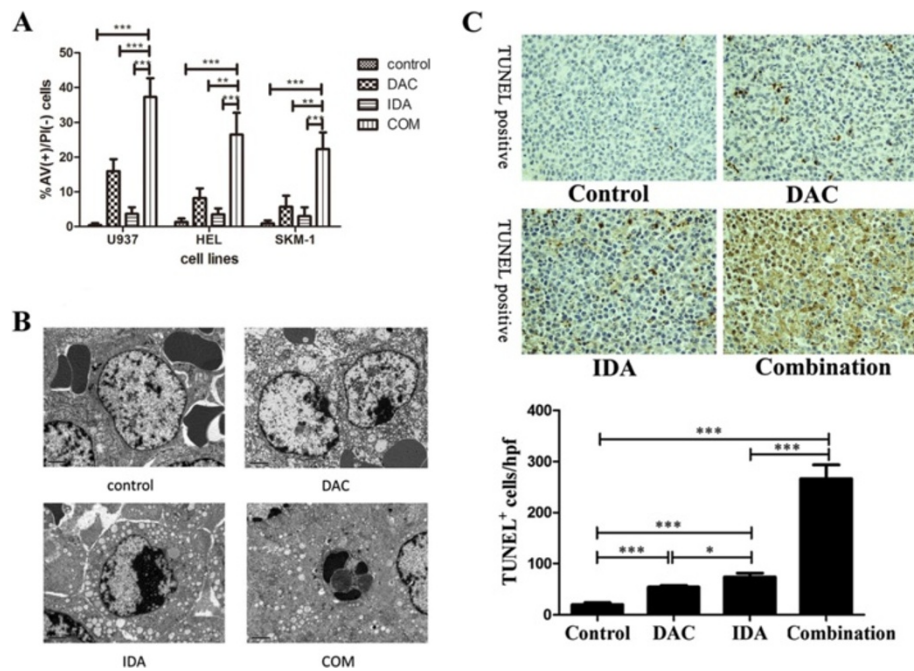 A
***
***
***
***
**
***
***
**
***
50
40
30
20
10
0
%AV(+)/PI(-) cells
U937
HEL
SKM-1
cell lines
control
DAC
IDA
COM
B
control
DAC
IDA
COM
C
TUNEL positive
Control
DAC
TUNEL positive
IDA
Combination
400
300
200
100
0
TUNEL+ cells/hpf
***
***
***
***
*
Control
DAC
IDA
Combination